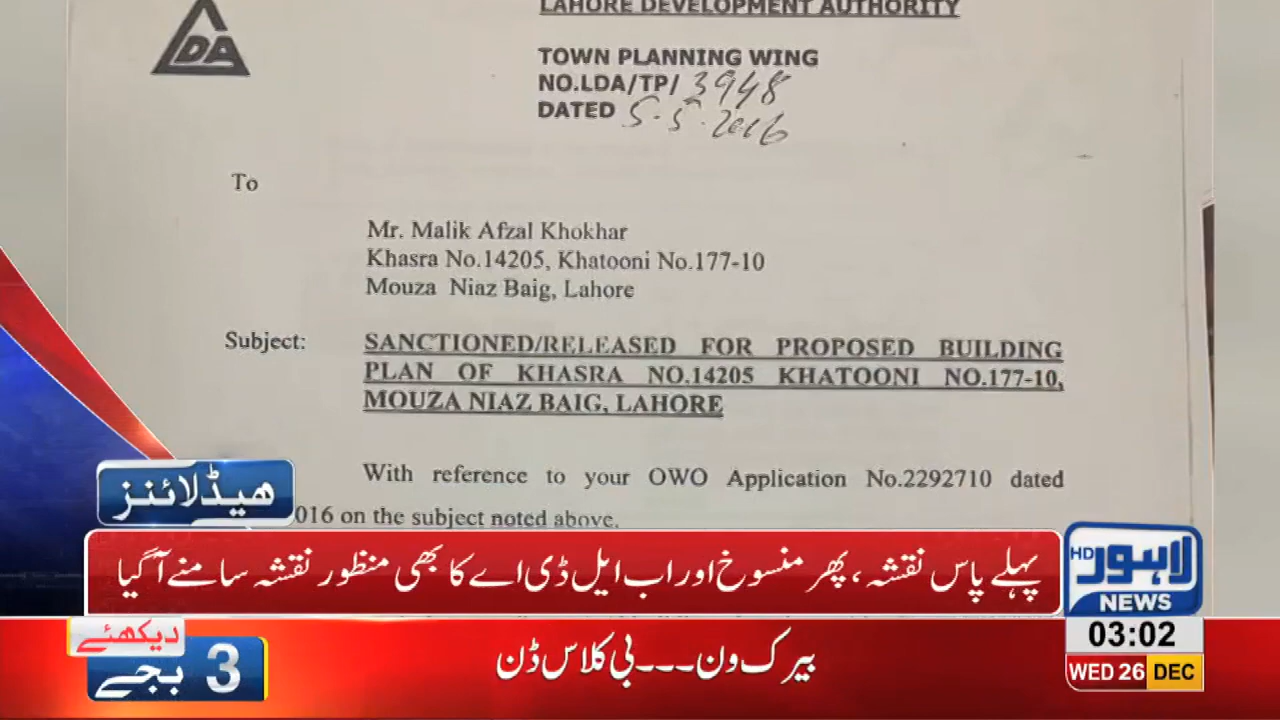 LDA
LAHORE DEVELOPMENT AUTHORITY
TOWN PLANNING WING
NO.LDA/TP/ 3948
DATED 5.5.2016
To
Mr. Malik Afzal Khokhar
Khasra No.14205, Khatooni No.177-10
Mouza Niaz Baig, Lahore
Subject: SANCTIONED/RELEASED FOR PROPOSED BUILDING
PLAN OF KHASRA NO.14205 KHATOONI NO.177-10,
MOUZA NIAZ BAIG, LAHORE
With reference to your OWO Application No.2292710 dated
016 on the subject noted above.
ہیڈلائنز
پہلے پاس نقشہ، پھر منسوخ اور اب ایل ڈی اے کا بھی منظور نقشہ سامنے آگیا
HD لاہور
NEWS
03:02
WED 26 DEC
دیکھئے
3 بجے
بیرک ون۔۔۔بی کلاس ڈن